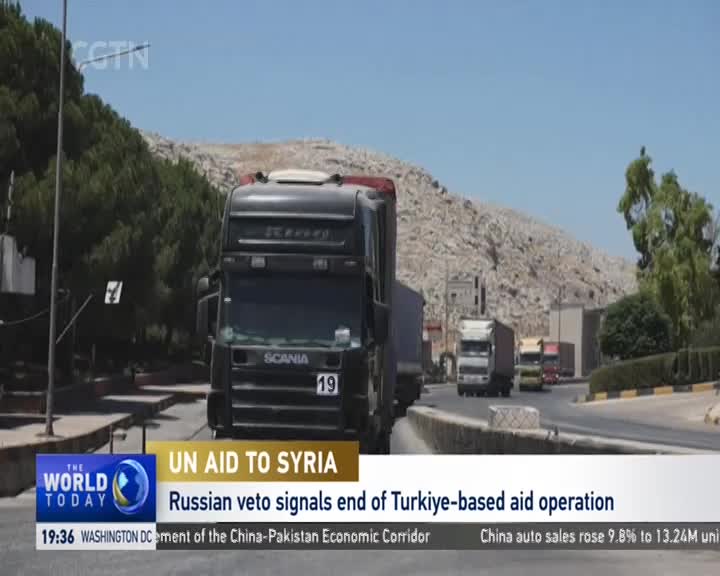 CGTN
SCANIA
19
UN AID TO SYRIA
THE
WORLD
TODAY
Russian veto signals end of Turkiye-based aid operation
19:36 WASHINGTON DC
ement of the China-Pakistan Economic Corridor China auto sales rose 9.8% to 13.24M uni